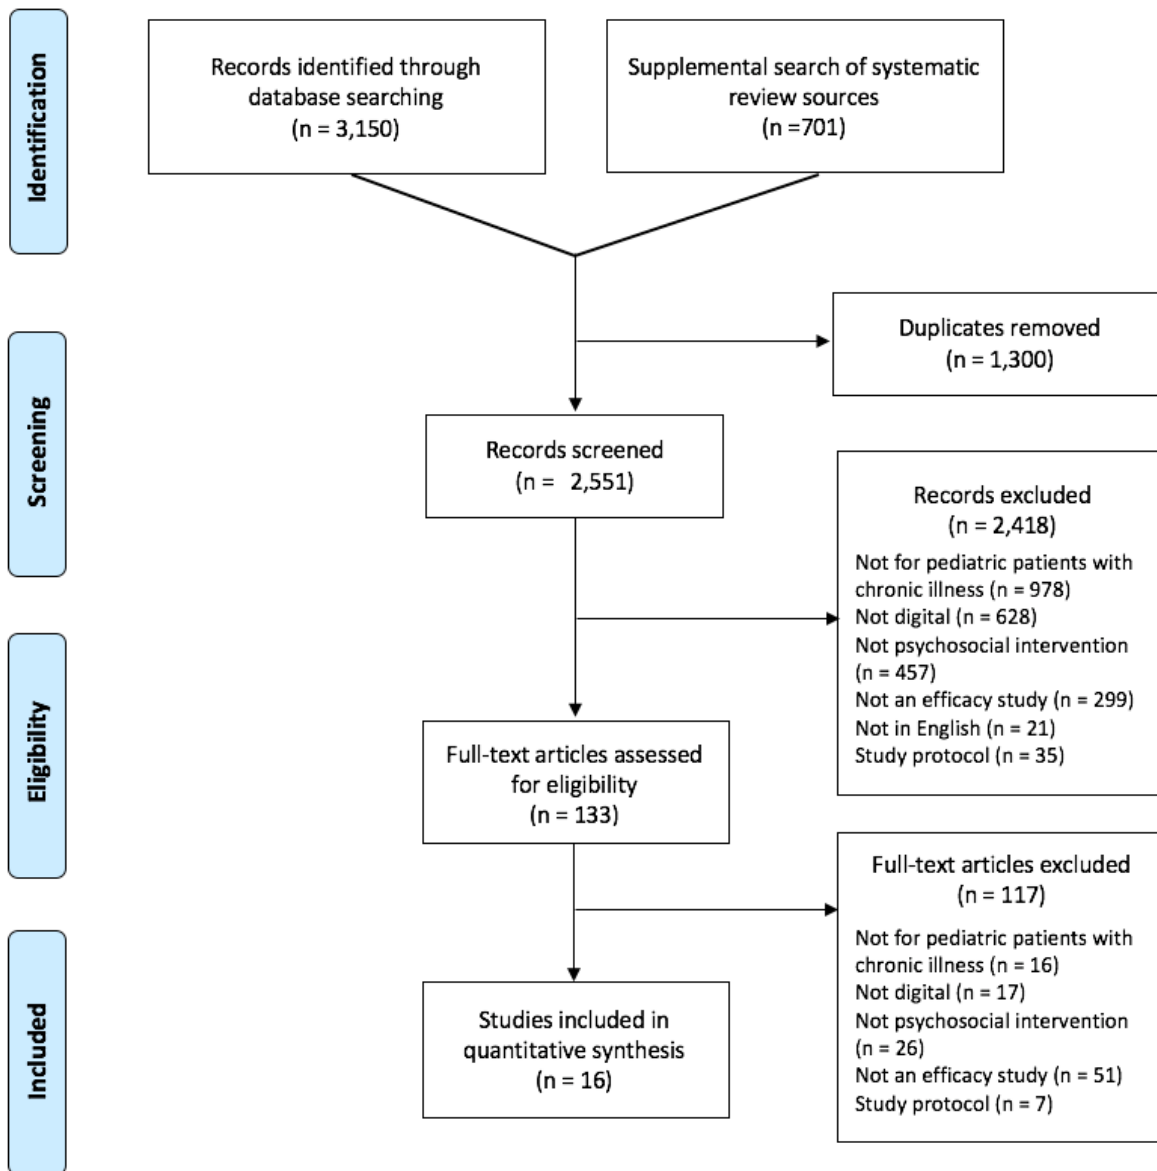 Identification
Records identified through
database searching
(n = 3,150)
Supplemental search of systematic
review sources
(n =701)
Screening
Duplicates removed
(n = 1,300)
Records screened
(n = 2,551)
Records excluded
(n = 2,418)
Not for pediatric patients with
chronic illness (n = 978)
Not digital (n = 628)
Not psychosocial intervention
(n = 457)
Not an efficacy study (n = 299)
Not in English (n = 21)
Study protocol (n = 35)
Eligibility
Full-text articles assessed
for eligibility
(n = 133)
Full-text articles excluded
(n = 117)
Not for pediatric patients with
chronic illness (n = 16)
Not digital (n = 17)
Not psychosocial intervention
(n = 26)
Not an efficacy study (n = 51)
Study protocol (n = 7)
Included
Studies included in
quantitative synthesis
(n = 16)